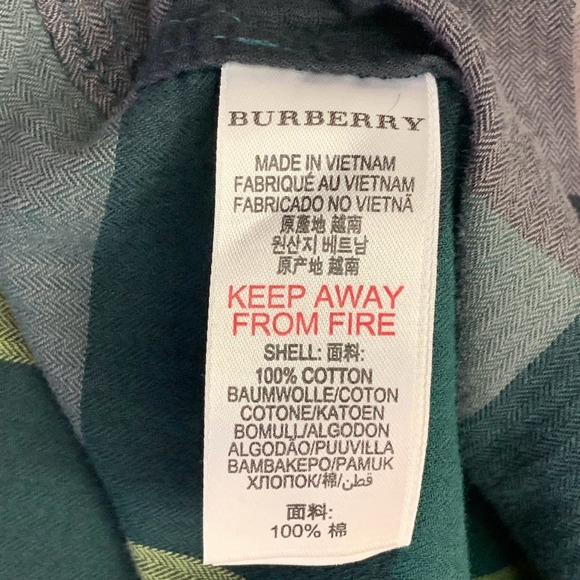 BURBERRY
MADE IN VIETNAM
FABRIQUÉ AU VIETNAM
FABRICADO NO VIETNÃ
原產地 越南
원산지 베트남
原产地 越南
KEEP AWAY
FROM FIRE
SHELL: 面料:
100% COTTON
BAUMWOLLE/COTON
COTONE/KATOEN
BOMULL/ALGODON
ALGODÃO/PUUVILLA
ΒΑΜΒΑΚΕΡΟ/PAMUK
ХЛОПОК/棉/قطن/
面料:
100% 棉